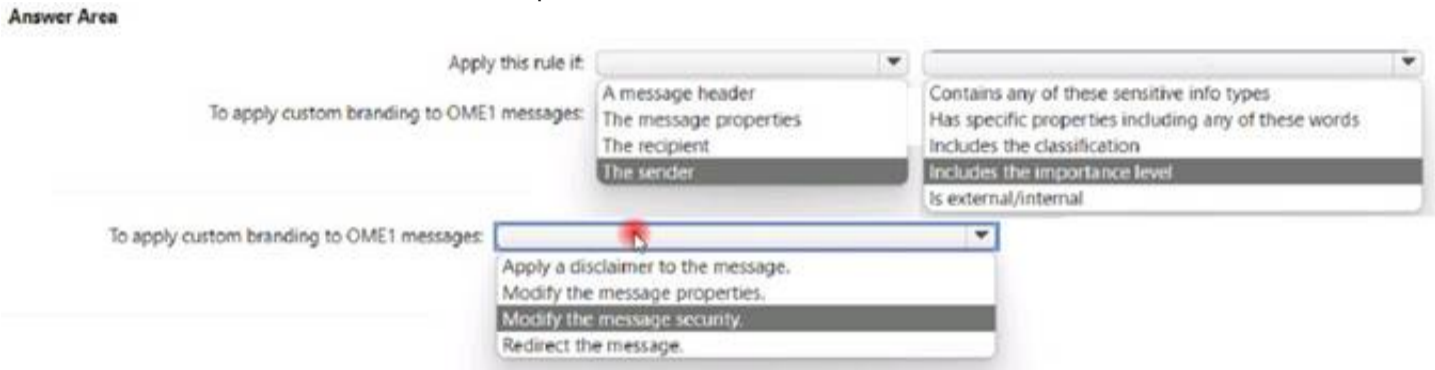 Answer Area
Apply this rule if:
To apply custom branding to OME1 messages:
A message header
The message properties
The recipient
The sender
Contains any of these sensitive info types
Has specific properties including any of these words
Includes the classification
Includes the importance level
Is external/internal
To apply custom branding to OME1 messages:
Apply a disclaimer to the message.
Modify the message properties.
Modify the message security.
Redirect the message.